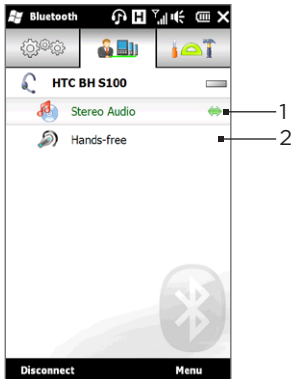 Bluetooth H
HTC BH S100
Stereo Audio 1
Hands-free 2
Disconnect Menu